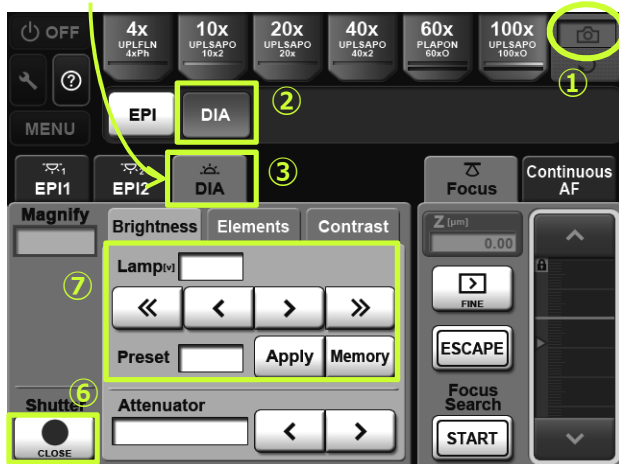 OFF
4x
UPLFLN
4xPh
10x
UPLSAPO
10x2
20x
UPLSAPO
20x
40x
UPLSAPO
40x2
60x
PLAPON
60xO
100x
UPLSAPO
100xO
①
?
MENU
EPI
DIA
②
1
EPI1
2
EPI2
DIA
③
Focus
Continuous
AF
Magnify
Brightness
Elements
Contrast
Z [µm]
0.00
⑦
Lamp[v]
FINE
Preset
Apply
Memory
ESCAPE
⑥
Shutter
CLOSE
Attenuator
Focus
Search
START